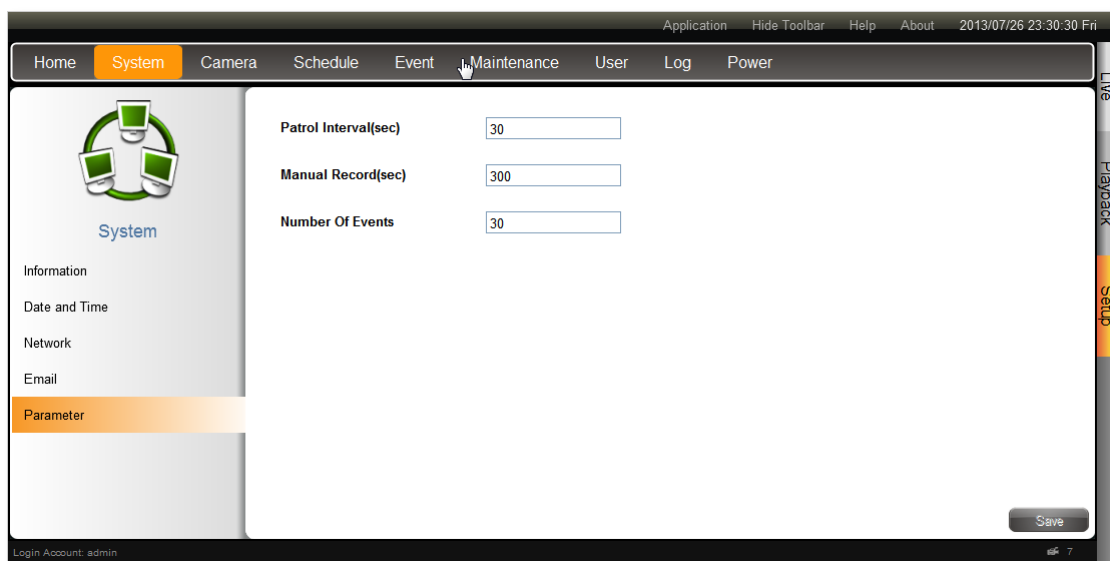 Application Hide Toolbar Help About 2013/07/26 23:30:30 Fri
Home System Camera Schedule Event Maintenance User Log Power
Live
Playback
Setup
System
Information
Date and Time
Network
Email
Parameter
Patrol Interval(sec) 30
Manual Record(sec) 300
Number Of Events 30
Save
Login Account: admin 7